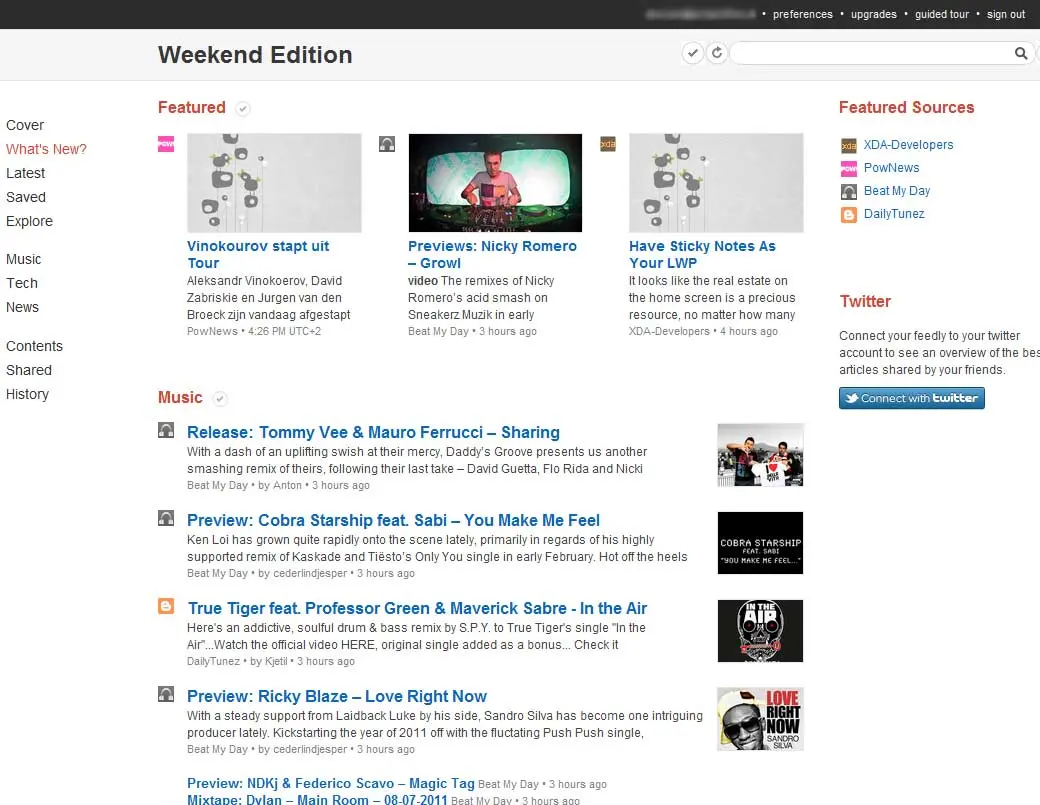 • preferences • upgrades • guided tour • sign out
Weekend Edition
Cover
What's New?
Latest
Saved
Explore
Music
Tech
News
Contents
Shared
History
Featured
Vinokourov stapt uit
Tour
Aleksandr Vinokoerov, David
Zabriskie en Jurgen van den
Broeck zijn vandaag afgestapt
PowNews • 4:26 PM UTC+2
Previews: Nicky Romero
– Growl
video The remixes of Nicky
Romero's acid smash on
Sneakerz Muzik in early
Beat My Day • 3 hours ago
xda
Have Sticky Notes As
Your LWP
It looks like the real estate on
the home screen is a precious
resource, no matter how many
XDA-Developers • 4 hours ago
Music
Release: Tommy Vee & Mauro Ferrucci – Sharing
With a dash of an uplifting swish at their mercy, Daddy's Groove presents us another
smashing remix of theirs, following their last take – David Guetta, Flo Rida and Nicki
Beat My Day • by Anton • 3 hours ago
Preview: Cobra Starship feat. Sabi – You Make Me Feel
Ken Loi has grown quite rapidly onto the scene lately, primarily in regards of his highly
supported remix of Kaskade and Tiësto's Only You single in early February. Hot off the heels
Beat My Day • by cederlindjesper • 3 hours ago
COBRA STARSHIP
FEAT. SABI
"YOU MAKE ME FEEL..."
True Tiger feat. Professor Green & Maverick Sabre - In the Air
Here's an addictive, soulful drum & bass remix by S.P.Y. to True Tiger's single "In the
Air"...Watch the official video HERE, original single added as a bonus... Check it
DailyTunez • by Kjetil • 3 hours ago
IN THE
AIR
Preview: Ricky Blaze – Love Right Now
With a steady support from Laidback Luke by his side, Sandro Silva has become one intriguing
producer lately. Kickstarting the year of 2011 off with the fluctating Push Push single,
Beat My Day • by cederlindjesper • 3 hours ago
LOVE
RIGHT
NOW
SANDRO
SILVA
Preview: NDKj & Federico Scavo – Magic Tag Beat My Day • 3 hours ago
Mixtape: Dylan – Main Room – 08-07-2011 Beat My Day • 3 hours ago
Featured Sources
xda XDA-Developers
PowNews
Beat My Day
DailyTunez
Twitter
Connect your feedly to your twitter
account to see an overview of the bes
articles shared by your friends.
Connect with twitter